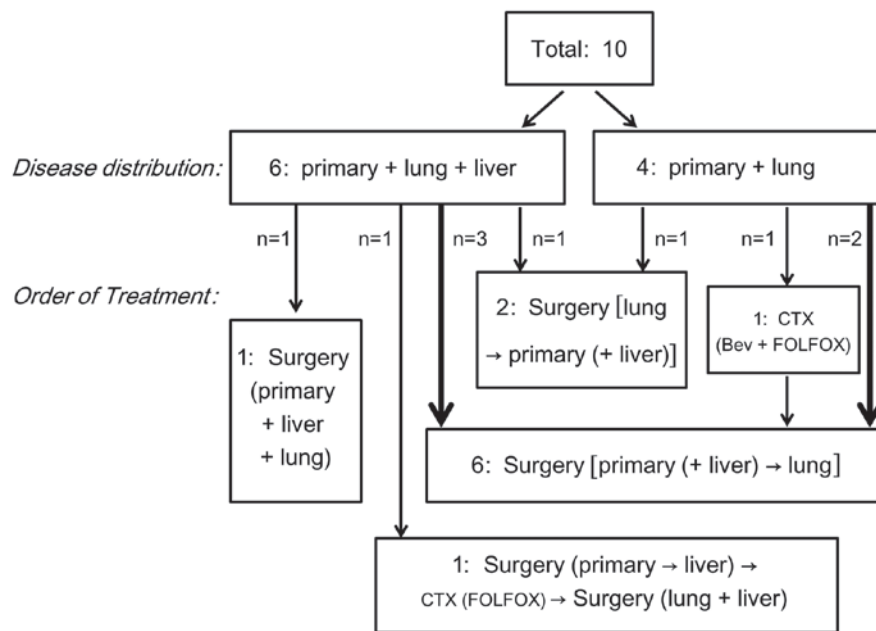 Total: 10
Disease distribution:
6: primary + lung + liver
4: primary + lung
n=1
n=1
n=3
n=1
n=1
n=1
n=2
Order of Treatment:
1: Surgery
(primary
+ liver
+ lung)
2: Surgery [lung
→ primary (+ liver)]
1: CTX
(Bev + FOLFOX)
6: Surgery [primary (+ liver) → lung]
1: Surgery (primary → liver) →
CTX (FOLFOX) → Surgery (lung + liver)